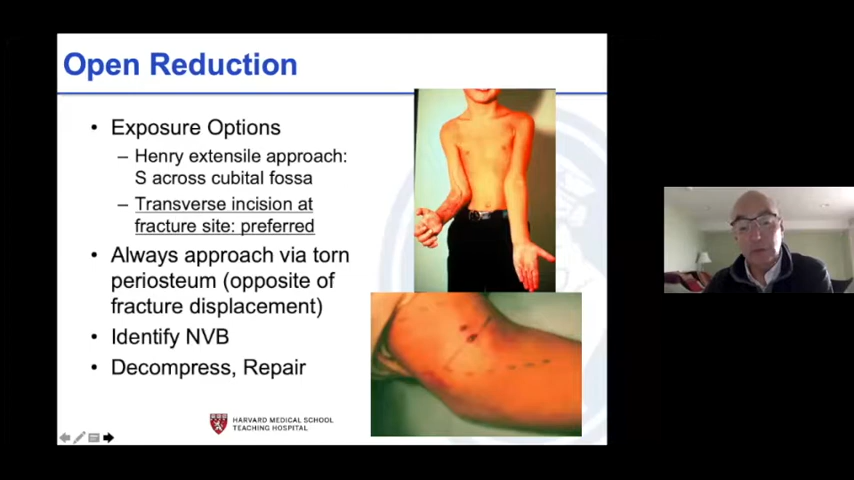 Open Reduction
• Exposure Options
– Henry extensile approach:
S across cubital fossa
– Transverse incision at
fracture site: preferred
• Always approach via torn
periosteum (opposite of
fracture displacement)
• Identify NVB
• Decompress, Repair
HARVARD MEDICAL SCHOOL
TEACHING HOSPITAL